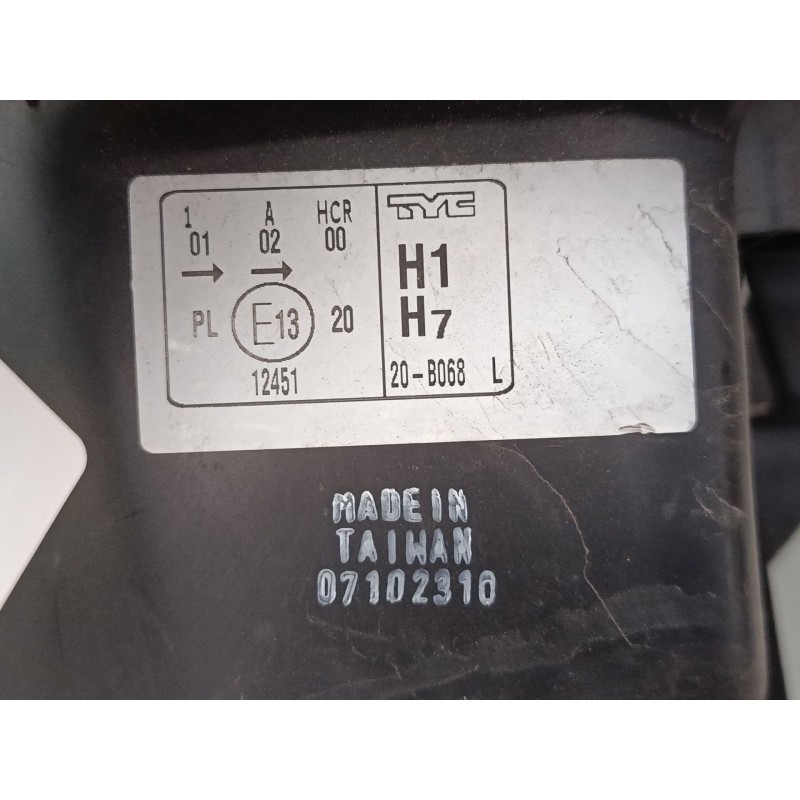 1 A HCR
01 02 00
→ →
PL E13 20
12451
TYC
H1
H7
20-B068 L
MADE IN
TAIWAN
07102310